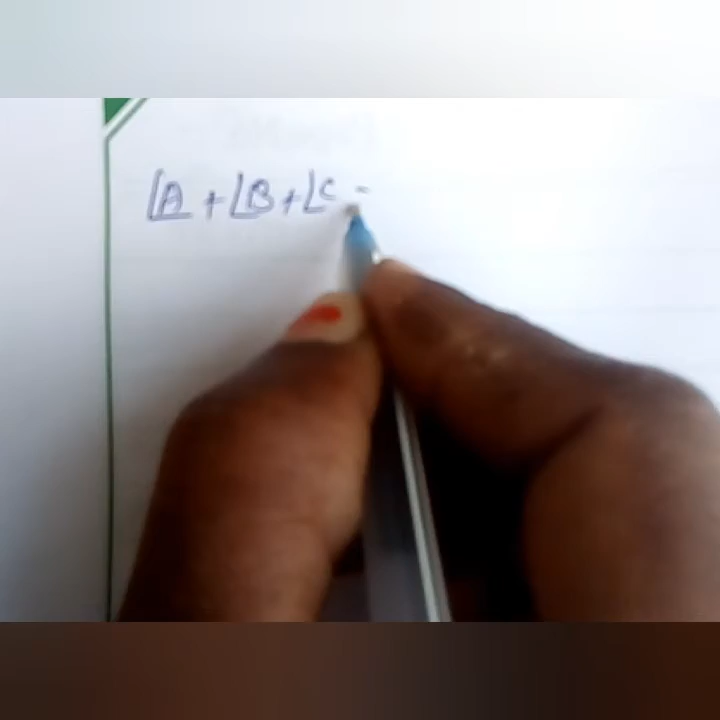 ∠A + ∠B + ∠C =